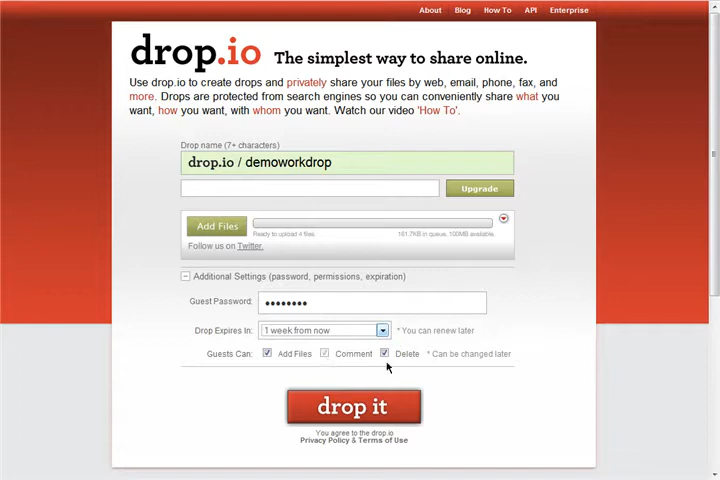 About Blog How To API Enterprise
drop.io The simplest way to share online.
Use drop.io to create drops and privately share your files by web, email, phone, fax, and
more. Drops are protected from search engines so you can conveniently share what you
want, how you want, with whom you want. Watch our video 'How To'.
Drop name (7+ characters)
drop.io / demoworkdrop
Upgrade
Add Files
Ready to upload 4 files. 161.7KB in queue, 100MB available.
Follow us on Twitter.
Additional Settings (password, permissions, expiration)
Guest Password: ●●●●●●●●
Drop Expires In: 1 week from now * You can renew later
Guests Can: Add Files Comment Delete * Can be changed later
drop it
You agree to the drop.io
Privacy Policy & Terms of Use